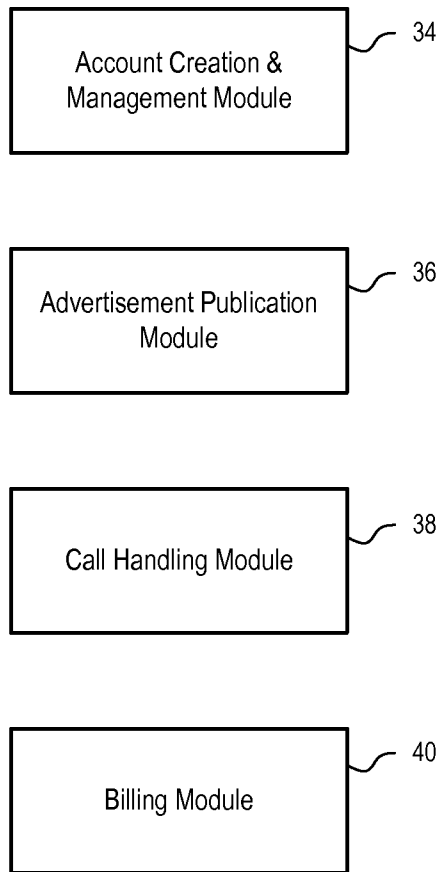 Account Creation &
Management Module
34
Advertisement Publication
Module
36
Call Handling Module
38
Billing Module
40